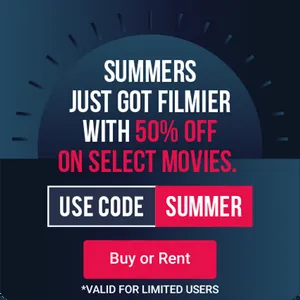 SUMMERS
JUST GOT FILMIER
WITH 50% OFF
ON SELECT MOVIES.
USE CODE SUMMER
Buy or Rent
*VALID FOR LIMITED USERS